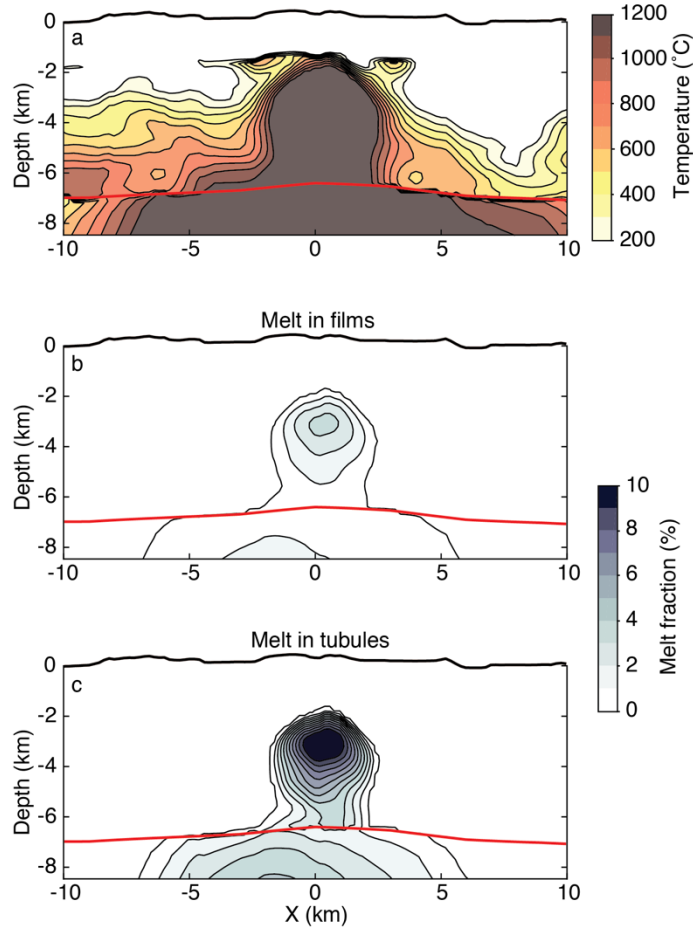 a
0
-2
-4
-6
-8
Depth (km)
-10 -5 0 5 10
1200
1000
800
600
400
200
Temperature (˚C)
Melt in films
b
0
-2
-4
-6
-8
Depth (km)
-10 -5 0 5 10
10
8
6
4
2
0
Melt fraction (%)
Melt in tubules
c
0
-2
-4
-6
-8
Depth (km)
-10 -5 0 5 10
X (km)